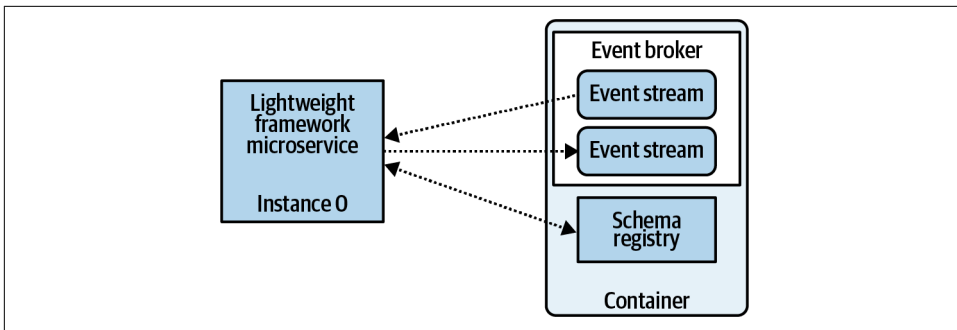 Lightweight
framework
microservice
Instance 0
Event broker
Event stream
Event stream
Schema
registry
Container